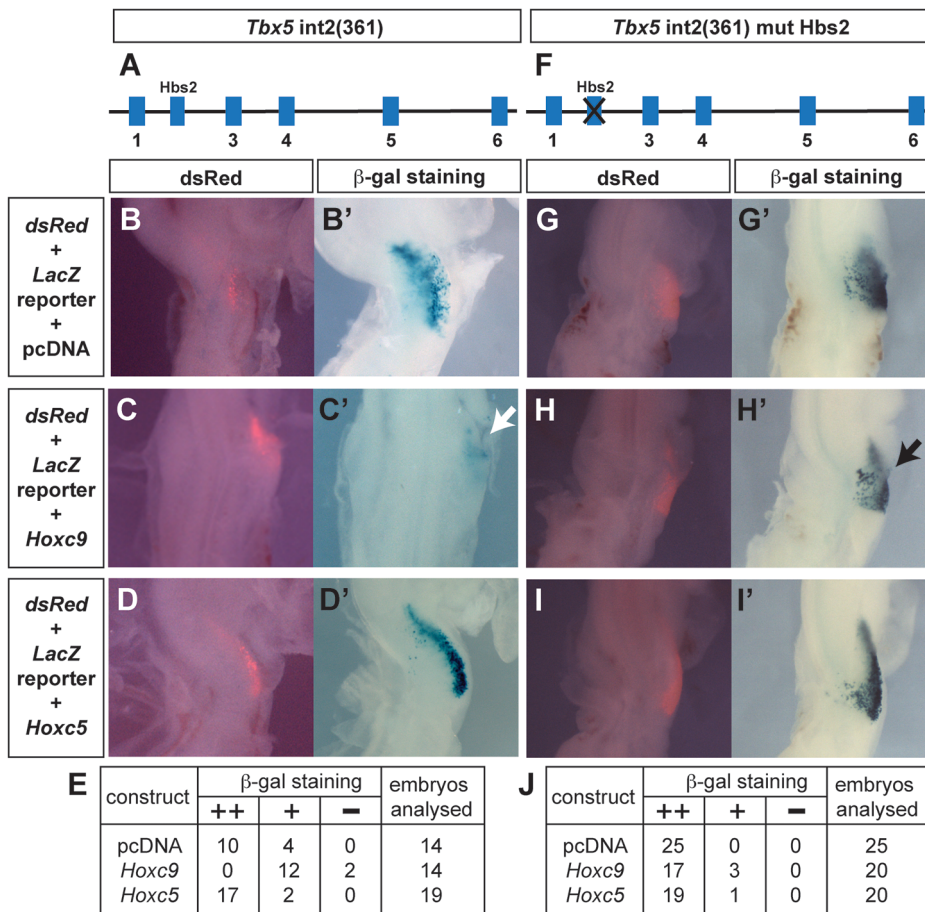 Tbx5 int2(361)
Tbx5 int2(361) mut Hbs2
A
Hbs2
1 3 4 5 6
F
Hbs2
1 3 4 5 6
dsRed
β-gal staining
dsRed
β-gal staining
dsRed
+
LacZ
reporter
+
pcDNA
B
B’
G
G’
dsRed
+
LacZ
reporter
+
Hoxc9
C
C’
H
H’
dsRed
+
LacZ
reporter
+
Hoxc5
D
D’
I
I’
E
construct β-gal staining embryos analysed
++ + −
pcDNA 10 4 0 14
Hoxc9 0 12 2 14
Hoxc5 17 2 0 19
J
construct β-gal staining embryos analysed
++ + −
pcDNA 25 0 0 25
Hoxc9 17 3 0 20
Hoxc5 19 1 0 20